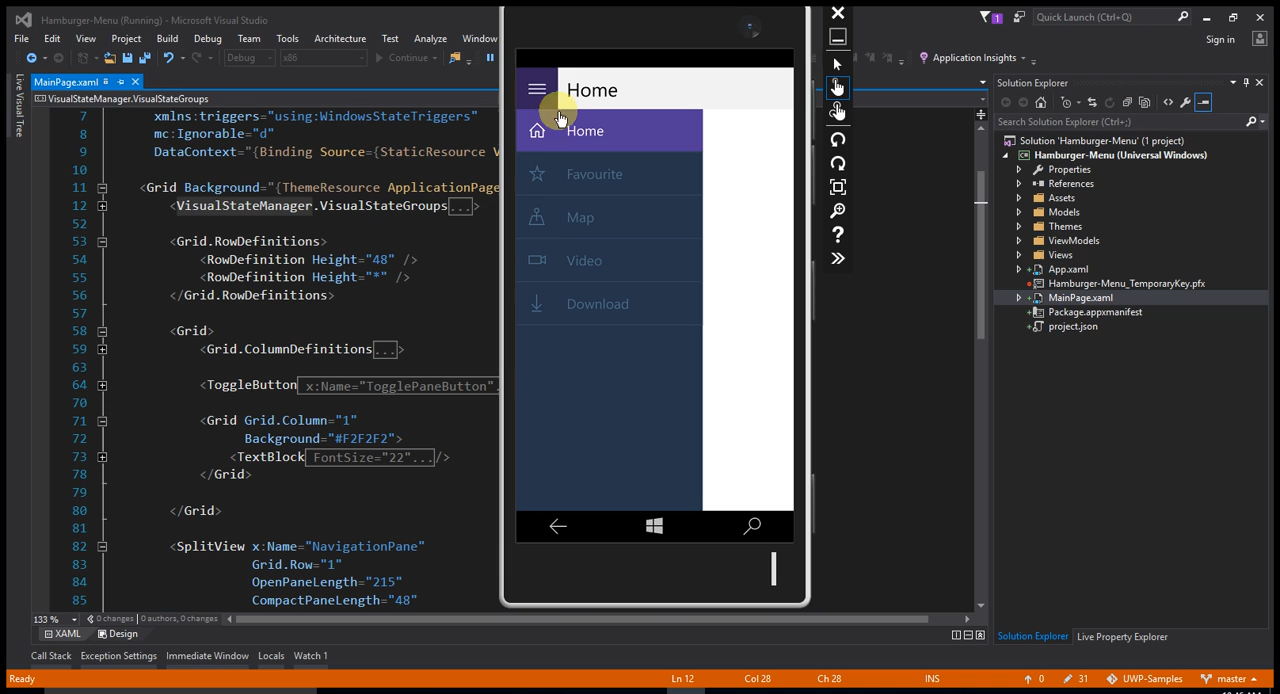 Hamburger-Menu (Running) - Microsoft Visual Studio
1
Quick Launch (Ctrl+Q)
File Edit View Project Build Debug Team Tools Architecture Test Analyze Window
Sign in
Debug x86 Continue
Application Insights
Live Visual Tree
MainPage.xaml
VisualStateManager.VisualStateGroups
7 xmlns:triggers="using:WindowsStateTriggers"
8 mc:Ignorable="d"
9 DataContext="{Binding Source={StaticResource V
10
11 <Grid Background="{ThemeResource ApplicationPage
12 <VisualStateManager.VisualStateGroups...>
52
53 <Grid.RowDefinitions>
54 <RowDefinition Height="48" />
55 <RowDefinition Height="*" />
56 </Grid.RowDefinitions>
57
58 <Grid>
59 <Grid.ColumnDefinitions...>
63
64 <ToggleButton x:Name="TogglePaneButton".
70
71 <Grid Grid.Column="1"
72 Background="#F2F2F2">
73 <TextBlock FontSize="22".../>
78 </Grid>
79
80 </Grid>
81
82 <SplitView x:Name="NavigationPane"
83 Grid.Row="1"
84 OpenPaneLength="215"
85 CompactPaneLength="48"
133 % 0 changes | 0 authors, 0 changes
XAML Design
Home
Home
Favourite
Map
Video
Download
?
Solution Explorer
Search Solution Explorer (Ctrl+;)
Solution 'Hamburger-Menu' (1 project)
Hamburger-Menu (Universal Windows)
Properties
References
Assets
Models
Themes
ViewModels
Views
App.xaml
Hamburger-Menu_TemporaryKey.pfx
MainPage.xaml
Package.appxmanifest
project.json
Solution Explorer Live Property Explorer
Call Stack Exception Settings Immediate Window Locals Watch 1
Ready Ln 12 Col 28 Ch 28 INS 0 31 UWP-Samples master